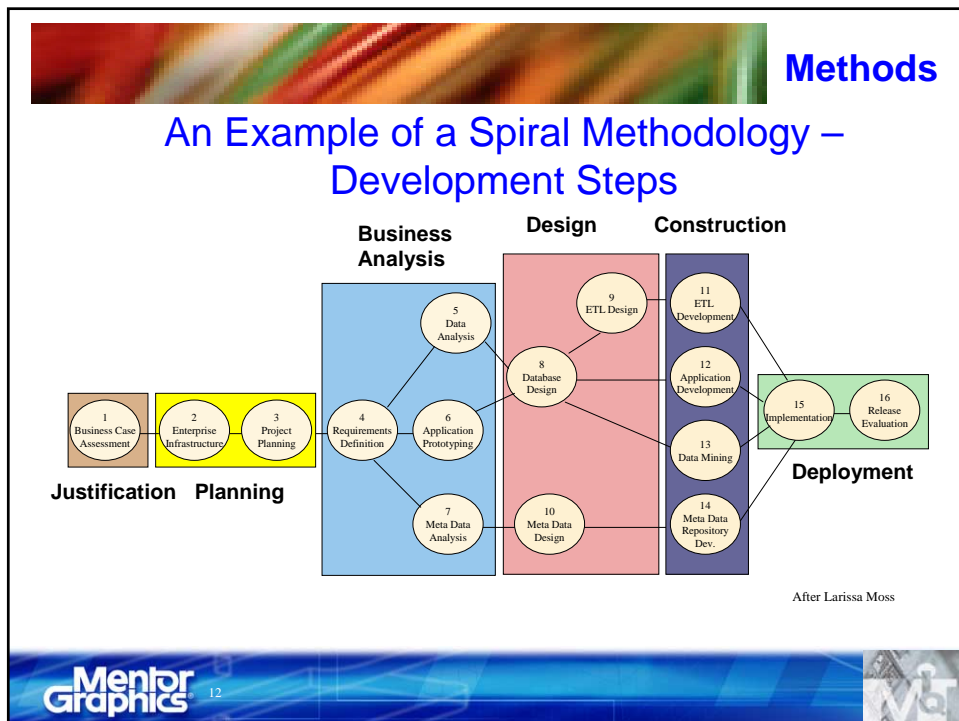 Methods
An Example of a Spiral Methodology –
Development Steps
Business
Analysis
Design
Construction
Justification
Planning
Deployment
1
Business Case
Assessment
2
Enterprise
Infrastructure
3
Project
Planning
4
Requirements
Definition
5
Data
Analysis
6
Application
Prototyping
7
Meta Data
Analysis
8
Database
Design
9
ETL Design
10
Meta Data
Design
11
ETL
Development
12
Application
Development
13
Data Mining
14
Meta Data
Repository
Dev.
15
Implementation
16
Release
Evaluation
After Larissa Moss
Mentor
Graphics
12